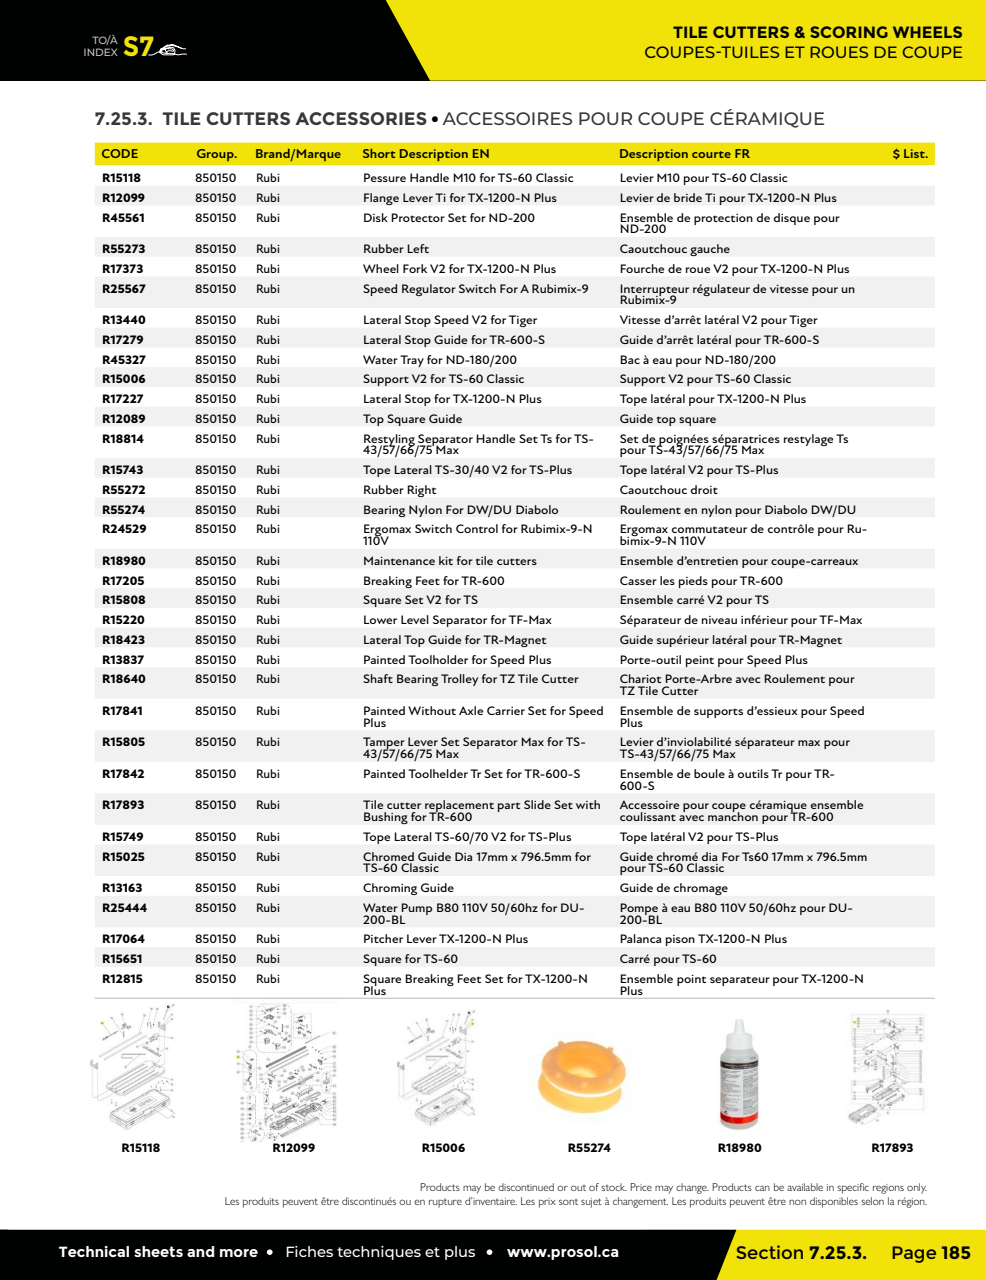 TO/À
INDEX S7
TILE CUTTERS & SCORING WHEELS
COUPES-TUILES ET ROUES DE COUPE
7.25.3. TILE CUTTERS ACCESSORIES • ACCESSOIRES POUR COUPE CÉRAMIQUE
CODE Group. Brand/Marque Short Description EN Description courte FR $ List.
R15118 850150 Rubi Pessure Handle M10 for TS-60 Classic Levier M10 pour TS-60 Classic
R12099 850150 Rubi Flange Lever Ti for TX-1200-N Plus Levier de bride Ti pour TX-1200-N Plus
R45561 850150 Rubi Disk Protector Set for ND-200 Ensemble de protection de disque pour
ND-200
R55273 850150 Rubi Rubber Left Caoutchouc gauche
R17373 850150 Rubi Wheel Fork V2 for TX-1200-N Plus Fourche de roue V2 pour TX-1200-N Plus
R25567 850150 Rubi Speed Regulator Switch For A Rubimix-9 Interrupteur régulateur de vitesse pour un
Rubimix-9
R13440 850150 Rubi Lateral Stop Speed V2 for Tiger Vitesse d'arrêt latéral V2 pour Tiger
R17279 850150 Rubi Lateral Stop Guide for TR-600-S Guide d'arrêt latéral pour TR-600-S
R45327 850150 Rubi Water Tray for ND-180/200 Bac à eau pour ND-180/200
R15006 850150 Rubi Support V2 for TS-60 Classic Support V2 pour TS-60 Classic
R17227 850150 Rubi Lateral Stop for TX-1200-N Plus Tope latéral pour TX-1200-N Plus
R12089 850150 Rubi Top Square Guide Guide top square
R18814 850150 Rubi Restyling Separator Handle Set Ts for TS- Set de poignées séparatrices restylage Ts
43/57/66/75 Max pour TS-43/57/66/75 Max
R15743 850150 Rubi Tope Lateral TS-30/40 V2 for TS-Plus Tope latéral V2 pour TS-Plus
R55272 850150 Rubi Rubber Right Caoutchouc droit
R55274 850150 Rubi Bearing Nylon For DW/DU Diabolo Roulement en nylon pour Diabolo DW/DU
R24529 850150 Rubi Ergomax Switch Control for Rubimix-9-N Ergomax commutateur de contrôle pour Ru-
110V bimix-9-N 110V
R18980 850150 Rubi Maintenance kit for tile cutters Ensemble d'entretien pour coupe-carreaux
R17205 850150 Rubi Breaking Feet for TR-600 Casser les pieds pour TR-600
R15808 850150 Rubi Square Set V2 for TS Ensemble carré V2 pour TS
R15220 850150 Rubi Lower Level Separator for TF-Max Séparateur de niveau inférieur pour TF-Max
R18423 850150 Rubi Lateral Top Guide for TR-Magnet Guide supérieur latéral pour TR-Magnet
R13837 850150 Rubi Painted Toolholder for Speed Plus Porte-outil peint pour Speed Plus
R18640 850150 Rubi Shaft Bearing Trolley for TZ Tile Cutter Chariot Porte-Arbre avec Roulement pour
TZ Tile Cutter
R17841 850150 Rubi Painted Without Axle Carrier Set for Speed Ensemble de supports d'essieux pour Speed
Plus Plus
R15805 850150 Rubi Tamper Lever Set Separator Max for TS- Levier d'inviolabilité séparateur max pour
43/57/66/75 Max TS-43/57/66/75 Max
R17842 850150 Rubi Painted Toolhelder Tr Set for TR-600-S Ensemble de boule à outils Tr pour TR-
600-S
R17893 850150 Rubi Tile cutter replacement part Slide Set with Accessoire pour coupe céramique ensemble
Bushing for TR-600 coulissant avec manchon pour TR-600
R15749 850150 Rubi Tope Lateral TS-60/70 V2 for TS-Plus Tope latéral V2 pour TS-Plus
R15025 850150 Rubi Chromed Guide Dia 17mm x 796.5mm for Guide chromé dia For Ts60 17mm x 796.5mm
TS-60 Classic pour TS-60 Classic
R13163 850150 Rubi Chroming Guide Guide de chromage
R25444 850150 Rubi Water Pump B80 110V 50/60hz for DU- Pompe à eau B80 110V 50/60hz pour DU-
200-BL 200-BL
R17064 850150 Rubi Pitcher Lever TX-1200-N Plus Palanca pison TX-1200-N Plus
R15651 850150 Rubi Square for TS-60 Carré pour TS-60
R12815 850150 Rubi Square Breaking Feet Set for TX-1200-N Ensemble point separateur pour TX-1200-N
Plus Plus
R15118 R12099 R15006 R55274 R18980 R17893
Products may be discontinued or out of stock. Price may change. Products can be available in specific regions only.
Les produits peuvent être discontinués ou en rupture d'inventaire. Les prix sont sujet à changement. Les produits peuvent être non disponibles selon la région.
Technical sheets and more • Fiches techniques et plus • www.prosol.ca
Section 7.25.3. Page 185